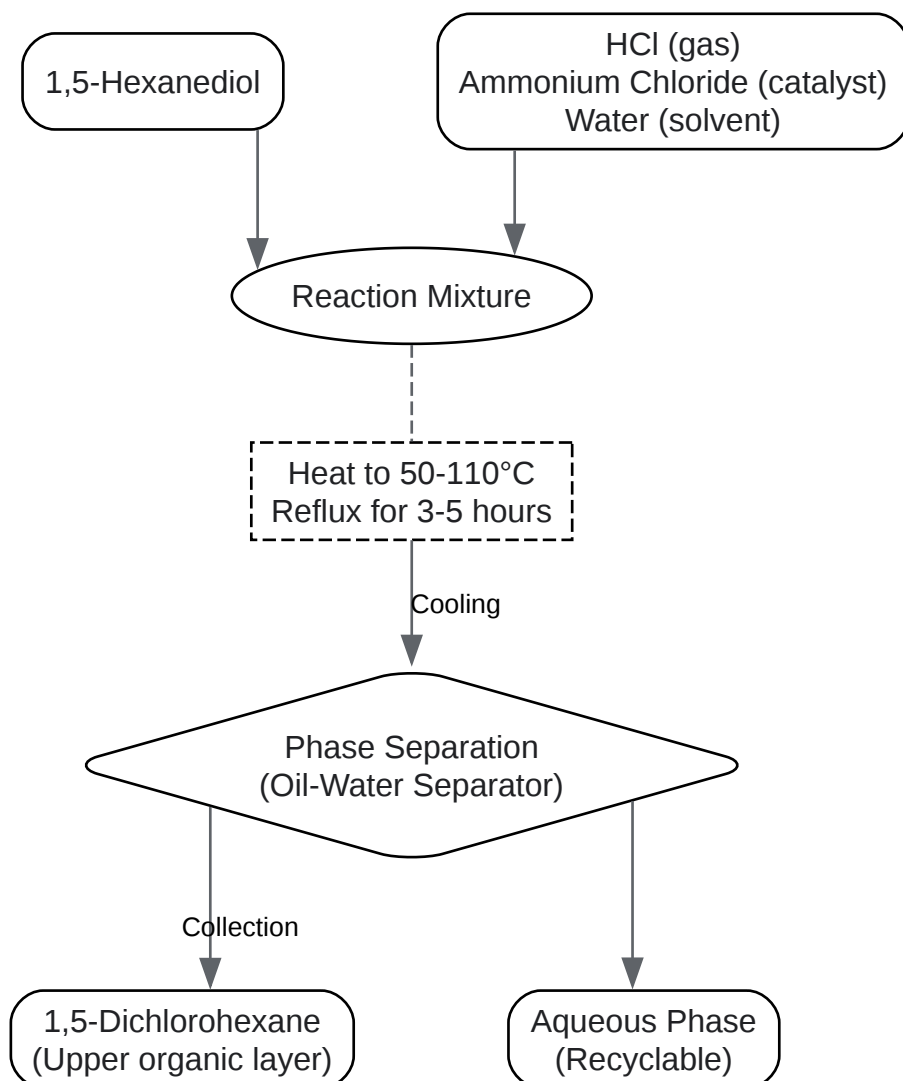 1,5-Hexanediol
HCl (gas)
Ammonium Chloride (catalyst)
Water (solvent)
Reaction Mixture
Heat to 50-110°C
Reflux for 3-5 hours
Cooling
Phase Separation
(Oil-Water Separator)
Collection
1,5-Dichlorohexane
(Upper organic layer)
Aqueous Phase
(Recyclable)